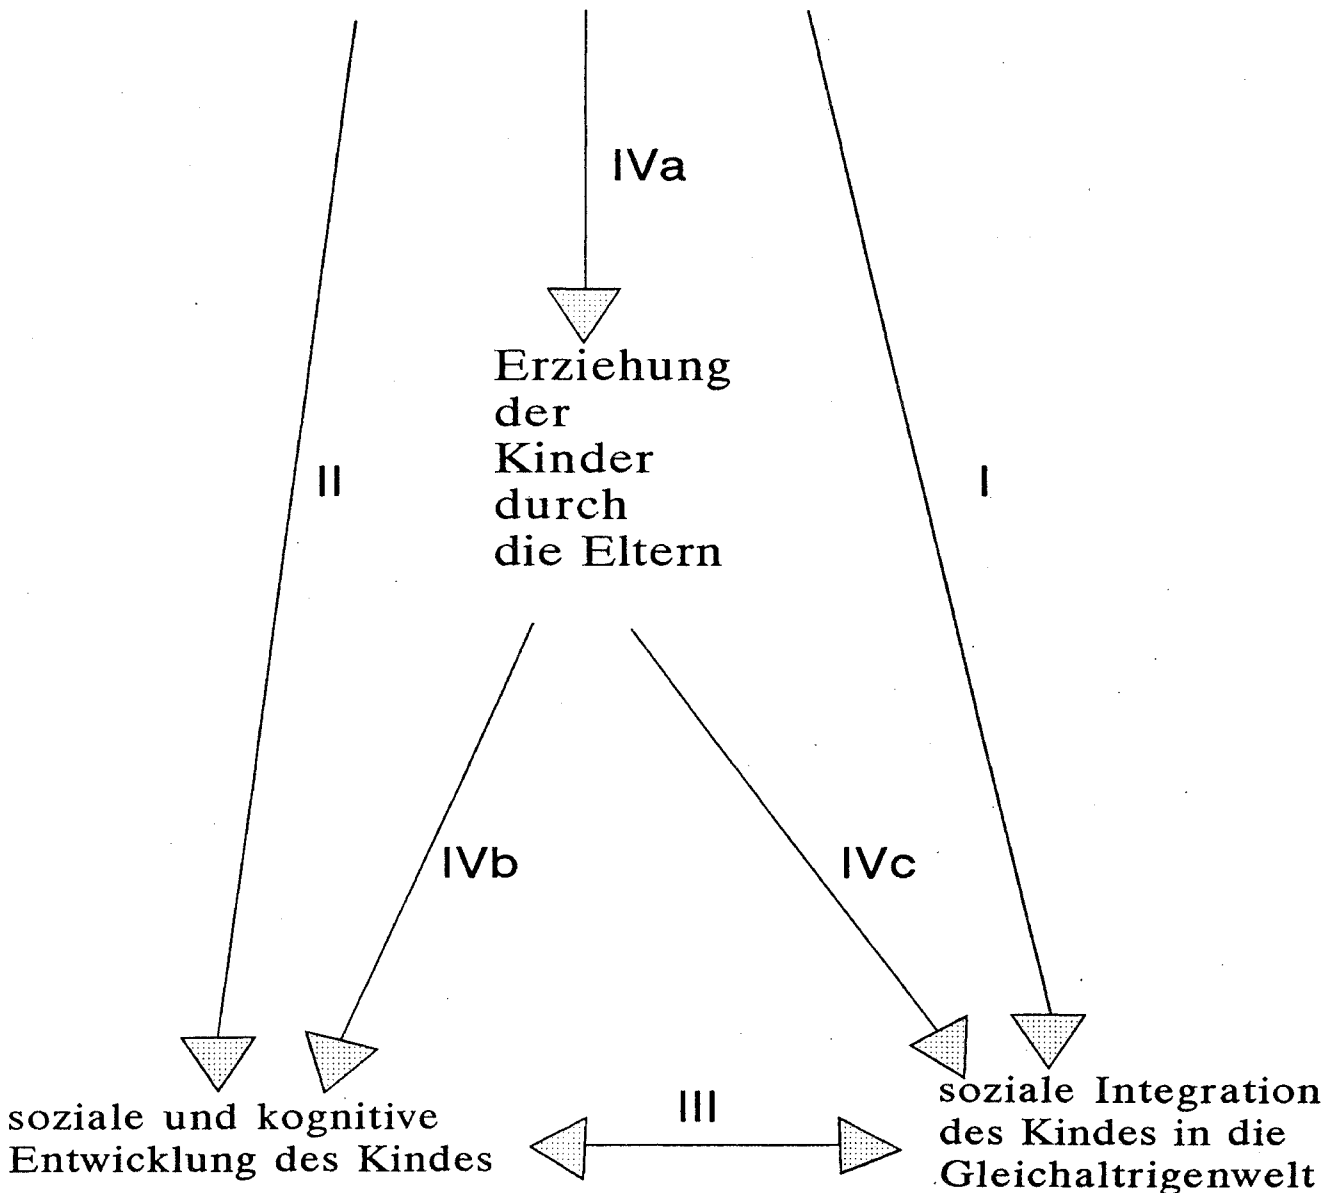 IVa
Erziehung
der
Kinder
durch
die Eltern
II
I
IVb
IVc
III
soziale und kognitive
Entwicklung des Kindes
soziale Integration
des Kindes in die
Gleichaltrigenwelt